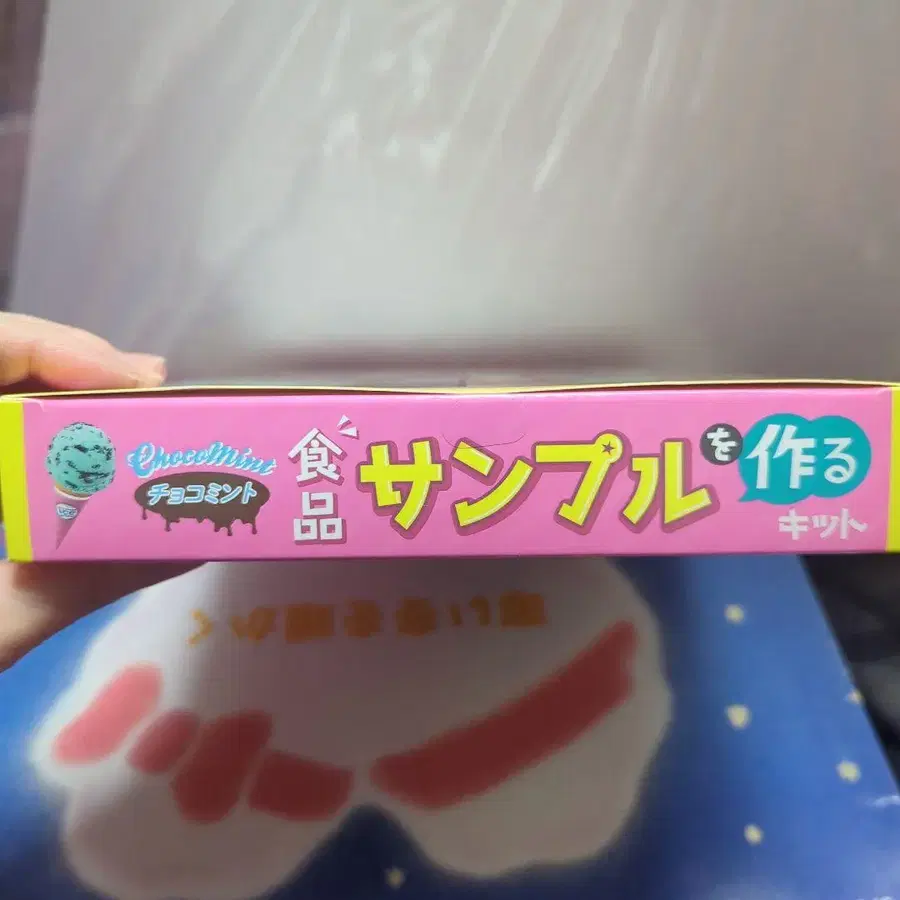 ChocoMint
チョコミント
食品サンプルを作る
キット